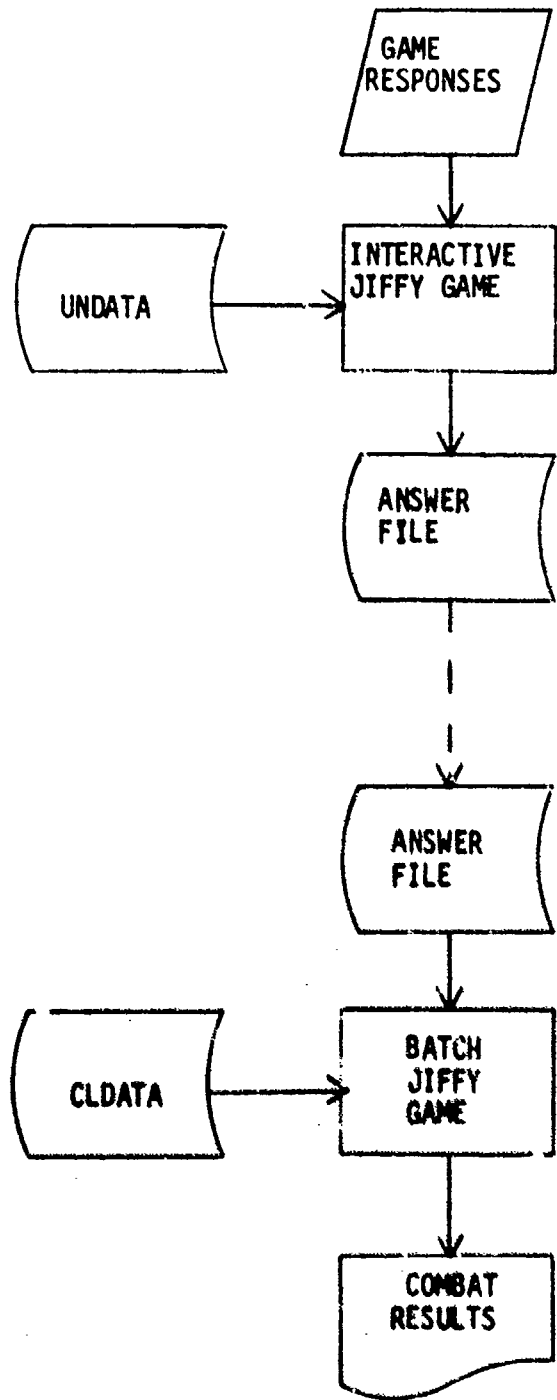 GAME
RESPONSES
INTERACTIVE
JIFFY GAME
UNDATA
ANSWER
FILE
ANSWER
FILE
BATCH
JIFFY
GAME
CLDATA
COMBAT
RESULTS